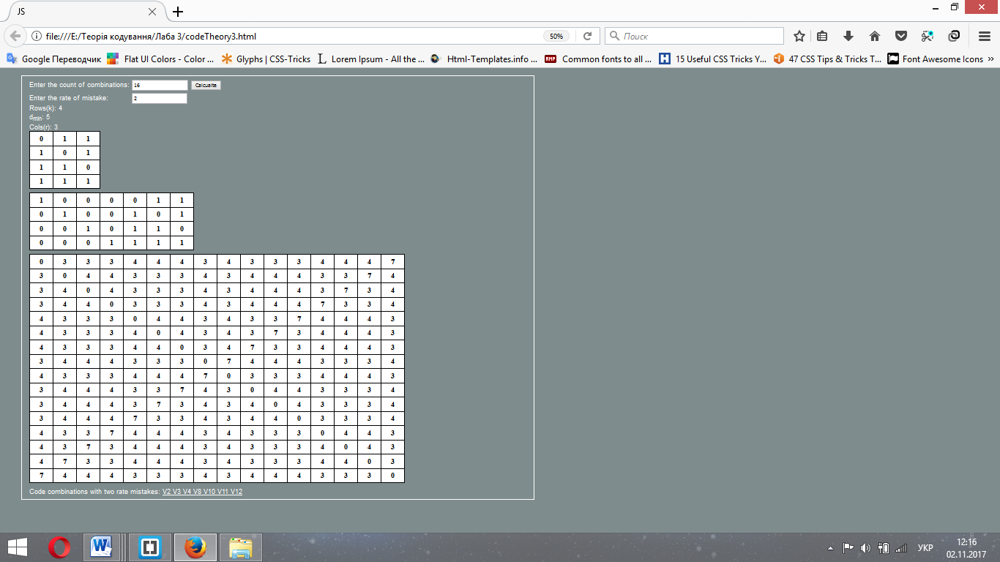 JS
file:///E:/Теорія кодування/Лаба 3/codeTheory3.html 50% Поиск
Google Переводчик Flat UI Colors - Color ... Glyphs | CSS-Tricks Lorem Ipsum - All the ... Html-Templates.info ... Common fonts to all ... 15 Useful CSS Tricks Y... 47 CSS Tips & Tricks T... Font Awesome Icons »
Enter the count of combinations: 16 Calcualte
Enter the rate of mistake: 2
Rows(k): 4
dmin: 5
Cols(r): 3
0 1 1
1 0 1
1 1 0
1 1 1
1 0 0 0 0 1 1
0 1 0 0 1 0 1
0 0 1 0 1 1 0
0 0 0 1 1 1 1
0 3 3 3 4 4 4 3 4 3 3 3 4 4 4 7
3 0 4 4 3 3 3 4 3 4 4 4 3 3 7 4
3 4 0 4 3 3 3 4 3 4 4 4 3 7 3 4
3 4 4 0 3 3 3 4 3 4 4 4 7 3 3 4
4 3 3 3 0 4 4 3 4 3 3 7 4 4 4 3
4 3 3 3 4 0 4 3 4 3 7 3 4 4 4 3
4 3 3 3 4 4 0 3 4 7 3 3 4 4 4 3
3 4 4 4 3 3 3 0 7 4 4 4 3 3 3 4
4 3 3 3 4 4 4 7 0 3 3 3 4 4 4 3
3 4 4 4 3 3 7 4 3 0 4 4 3 3 3 4
3 4 4 4 3 7 3 4 3 4 0 4 3 3 3 4
3 4 4 4 7 3 3 4 3 4 4 0 3 3 3 4
4 3 3 7 4 4 4 3 4 3 3 3 0 4 4 3
4 3 7 3 4 4 4 3 4 3 3 3 4 0 4 3
4 7 3 3 4 4 4 3 4 3 3 3 4 4 0 3
7 4 4 4 3 3 3 4 3 4 4 4 3 3 3 0
Code combinations with two rate mistakes: V2 V3 V4 V8 V10 V11 V12
УКР 12:16
02.11.2017